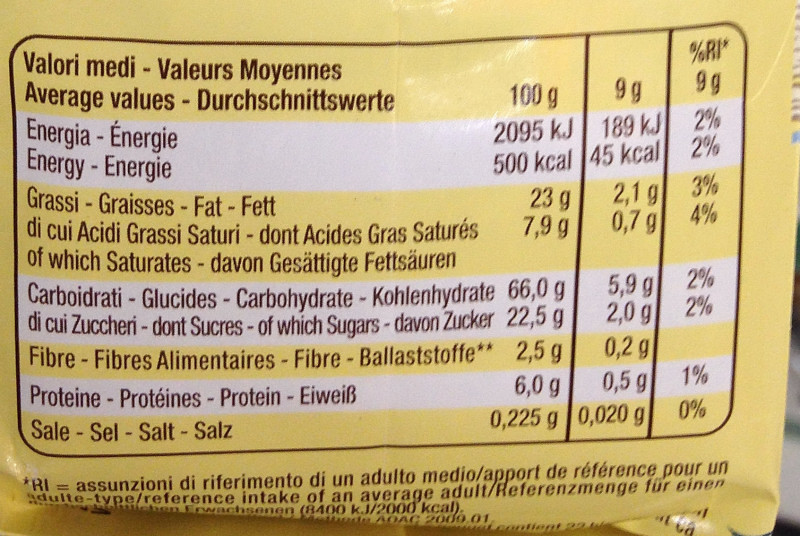 %RI*
Valori medi - Valeurs Moyennes
Average values - Durchschnittswerte 100 g 9 g 9 g
Energia - Énergie 2095 kJ 189 kJ 2%
Energy - Energie 500 kcal 45 kcal 2%
Grassi - Graisses - Fat - Fett 23 g 2,1 g 3%
di cui Acidi Grassi Saturi - dont Acides Gras Saturés 7,9 g 0,7 g 4%
of which Saturates - davon Gesättigte Fettsäuren
Carboidrati - Glucides - Carbohydrate - Kohlenhydrate 66,0 g 5,9 g 2%
di cui Zuccheri - dont Sucres - of which Sugars - davon Zucker 22,5 g 2,0 g 2%
Fibre - Fibres Alimentaires - Fibre - Ballaststoffe** 2,5 g 0,2 g
Proteine - Protéines - Protein - Eiweiß 6,0 g 0,5 g 1%
Sale - Sel - Salt - Salz 0,225 g 0,020 g 0%
*RI = assunzioni di riferimento di un adulto medio/apport de référence pour un
adulte-type/reference intake of an average adult/Referenzmenge für einen
Erwachsenen (8400 kJ/2000 kcal).
AOAC 2009.01.